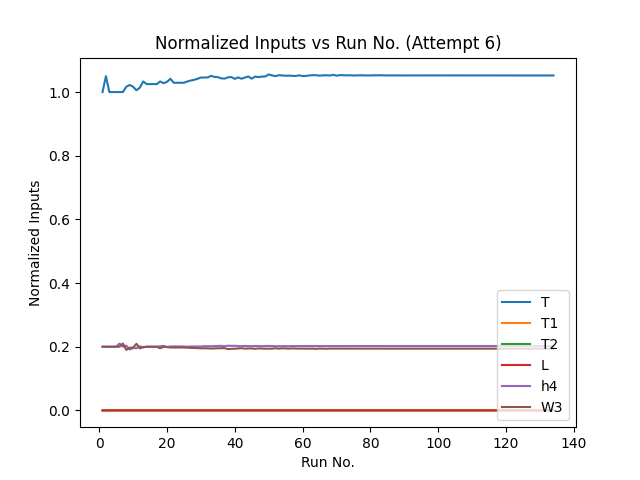 Normalized Inputs vs Run No. (Attempt 6)
Normalized Inputs
1.0
0.8
0.6
0.4
0.2
0.0
T
T1
T2
L
h4
W3
0 20 40 60 80 100 120 140
Run No.